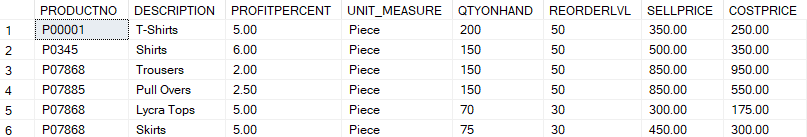 PRODUCTNO DESCRIPTION PROFITPERCENT UNIT_MEASURE QTYONHAND REORDERLVL SELLPRICE COSTPRICE
1 P00001 T-Shirts 5.00 Piece 200 50 350.00 250.00
2 P0345 Shirts 6.00 Piece 150 50 500.00 350.00
3 P07868 Trousers 2.00 Piece 150 50 850.00 950.00
4 P07885 Pull Overs 2.50 Piece 150 50 850.00 550.00
5 P07868 Lycra Tops 5.00 Piece 70 30 300.00 175.00
6 P07868 Skirts 5.00 Piece 75 30 450.00 300.00